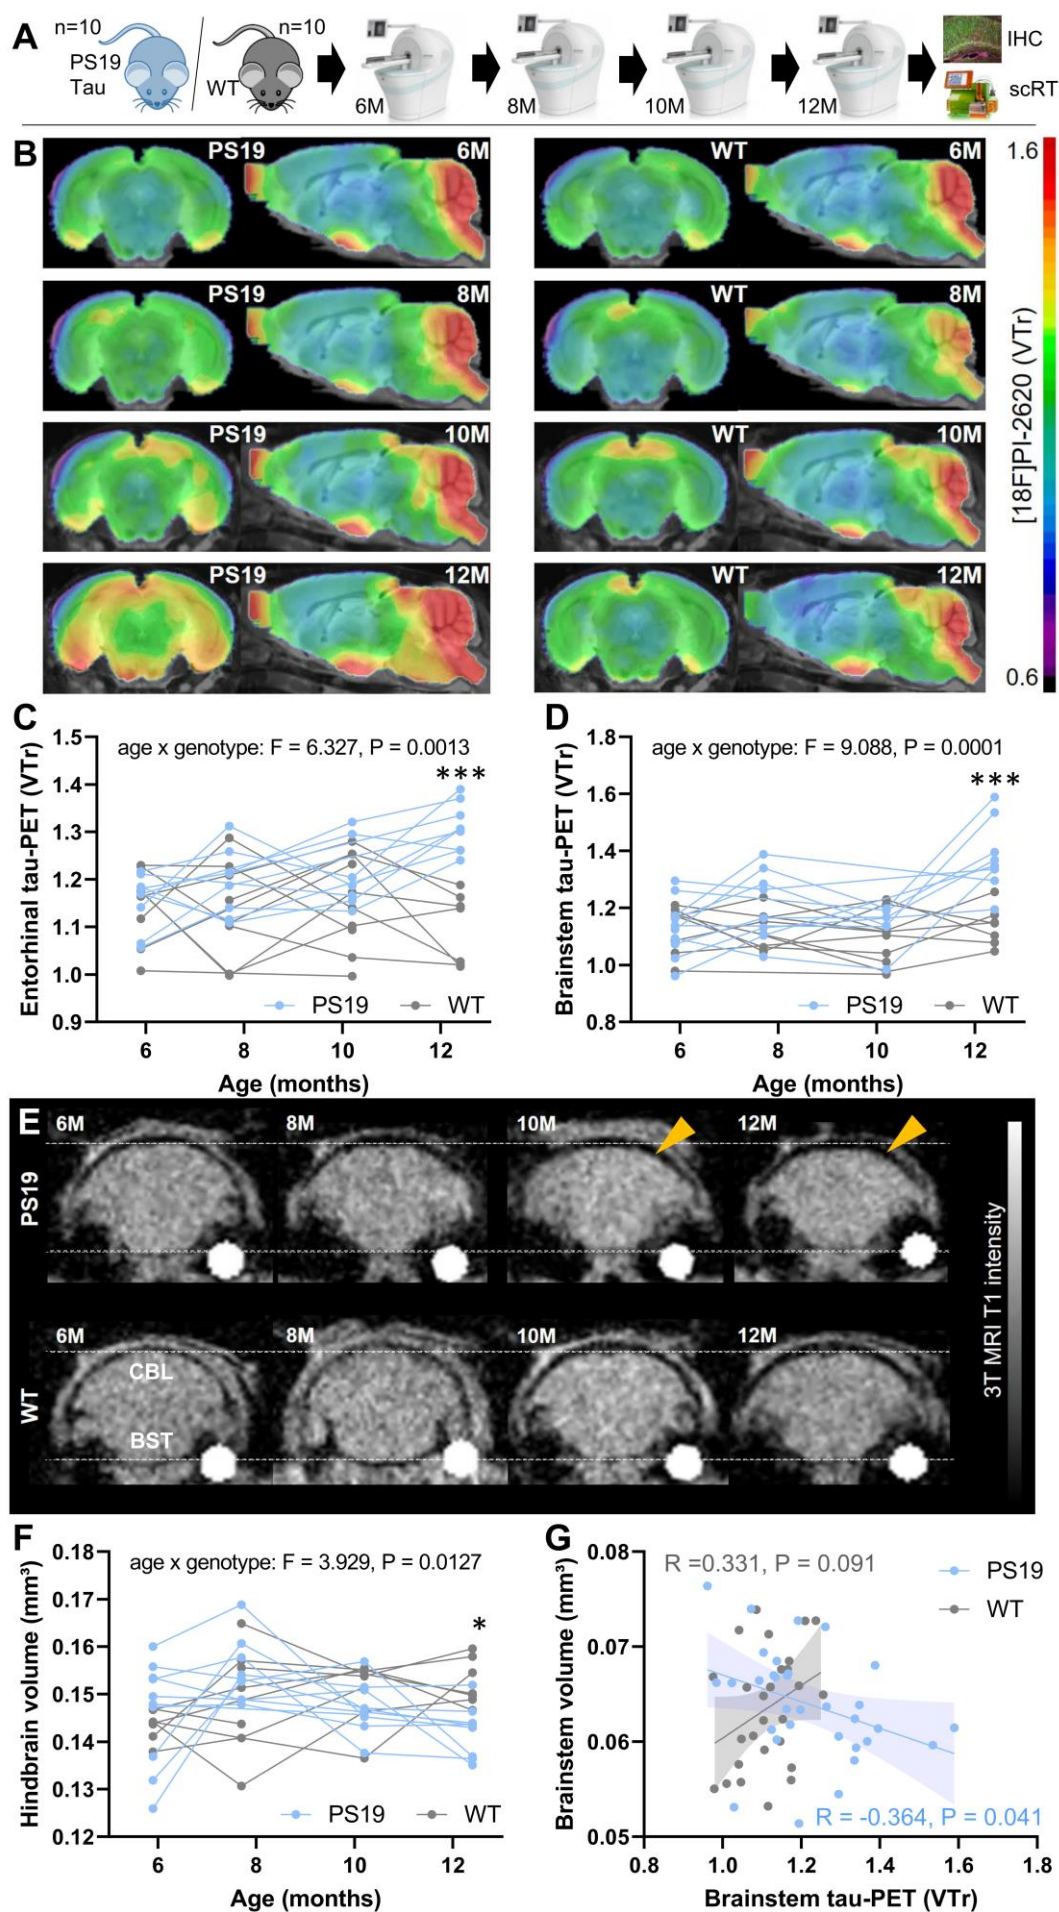 A
n=10
n=10
PS19
Tau
WT
6M
8M
10M
12M
IHC
scRT
B
PS19
6M
WT
6M
PS19
8M
WT
8M
PS19
10M
WT
10M
PS19
12M
WT
12M
1.6
[18F]PI-2620 (VTr)
0.6
C
Entorhinal tau-PET (VTr)
age x genotype: F = 6.327, P = 0.0013
***
1.5
1.4
1.3
1.2
1.1
1.0
0.9
PS19
WT
6
8
10
12
Age (months)
D
Brainstem tau-PET (VTr)
age x genotype: F = 9.088, P = 0.0001
***
1.8
1.6
1.4
1.2
1.0
0.8
PS19
WT
6
8
10
12
Age (months)
E
PS19
6M
8M
10M
12M
WT
6M
8M
10M
12M
CBL
BST
3T MRI T1 intensity
F
Hindbrain volume (mm³)
age x genotype: F = 3.929, P = 0.0127
*
0.18
0.17
0.16
0.15
0.14
0.13
0.12
PS19
WT
6
8
10
12
Age (months)
G
Brainstem volume (mm³)
R =0.331, P = 0.091
PS19
WT
0.08
0.07
0.06
0.05
R = -0.364, P = 0.041
0.8
1.0
1.2
1.4
1.6
1.8
Brainstem tau-PET (VTr)